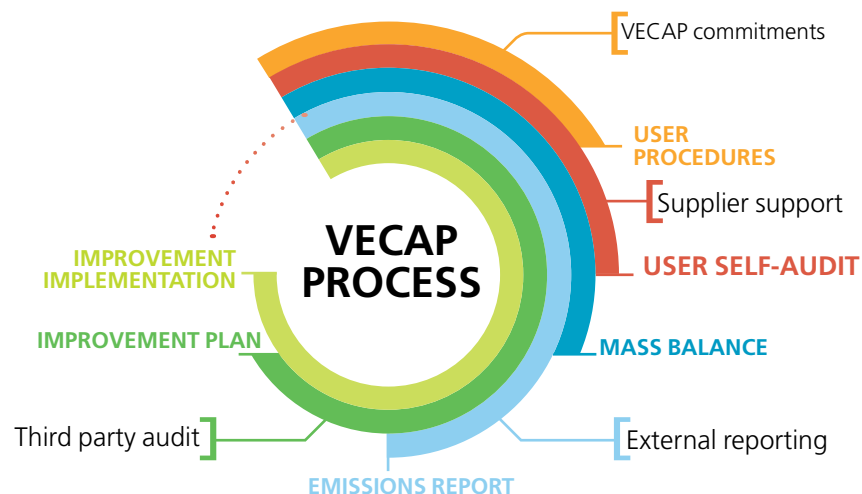 VECAP commitments
USER
PROCEDURES
Supplier support
USER SELF-AUDIT
VECAP
PROCESS
IMPROVEMENT
IMPLEMENTATION
IMPROVEMENT PLAN
MASS BALANCE
Third party audit
External reporting
EMISSIONS REPORT